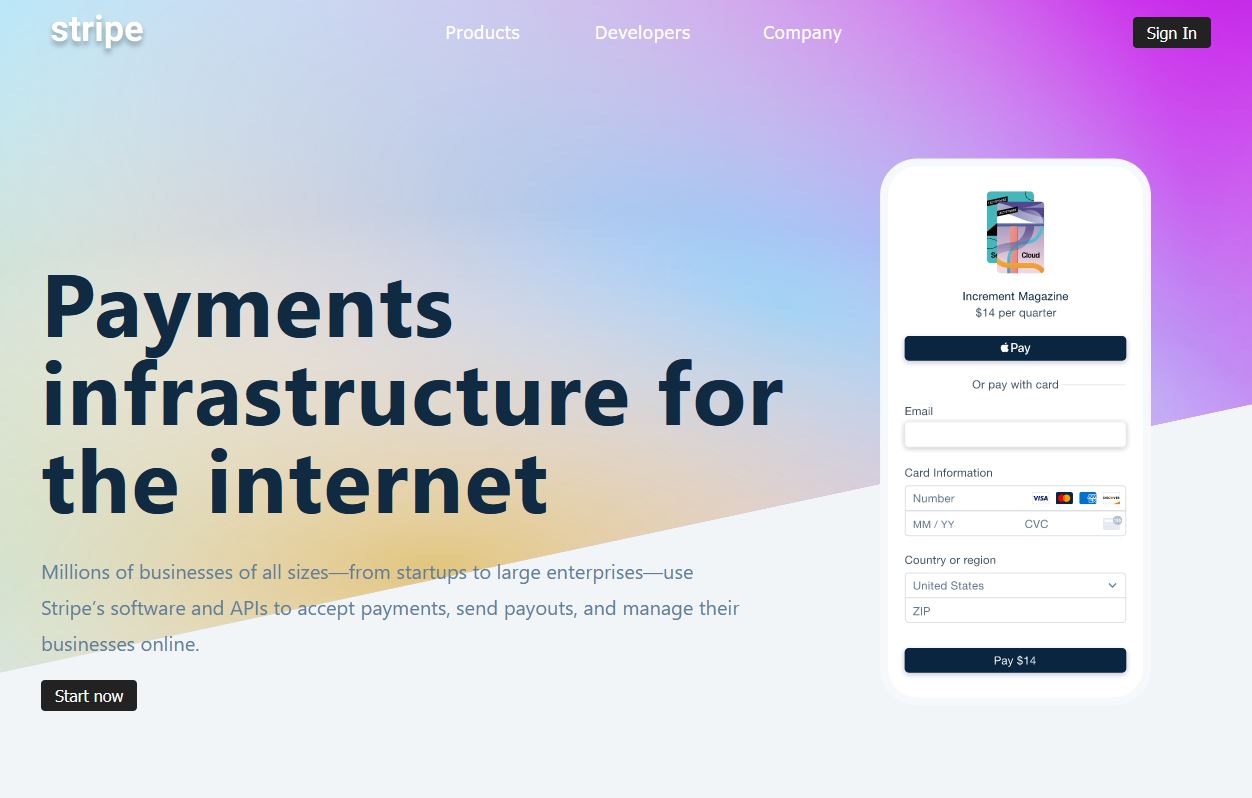 stripe
Products
Developers
Company
Sign In
Payments
infrastructure for
the internet
Millions of businesses of all sizes—from startups to large enterprises—use
Stripe’s software and APIs to accept payments, send payouts, and manage their
businesses online.
Start now
Cloud
Increment Magazine
$14 per quarter
Pay
Or pay with card
Email
Card Information
Number
VISA
DISCOVER
MM / YY
CVC
Country or region
United States
ZIP
Pay $14